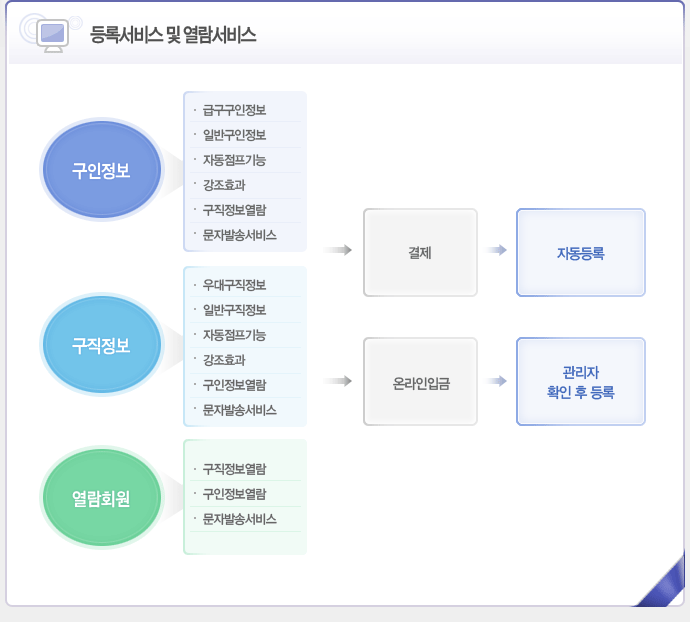 등록서비스 및 열람서비스
구인정보
· 급구구인정보
· 일반구인정보
· 자동점프기능
· 강조효과
· 구직정보열람
· 문자발송서비스
구직정보
· 우대구직정보
· 일반구직정보
· 자동점프기능
· 강조효과
· 구인정보열람
· 문자발송서비스
열람회원
· 구직정보열람
· 구인정보열람
· 문자발송서비스
결제
자동등록
온라인입금
관리자
확인 후 등록